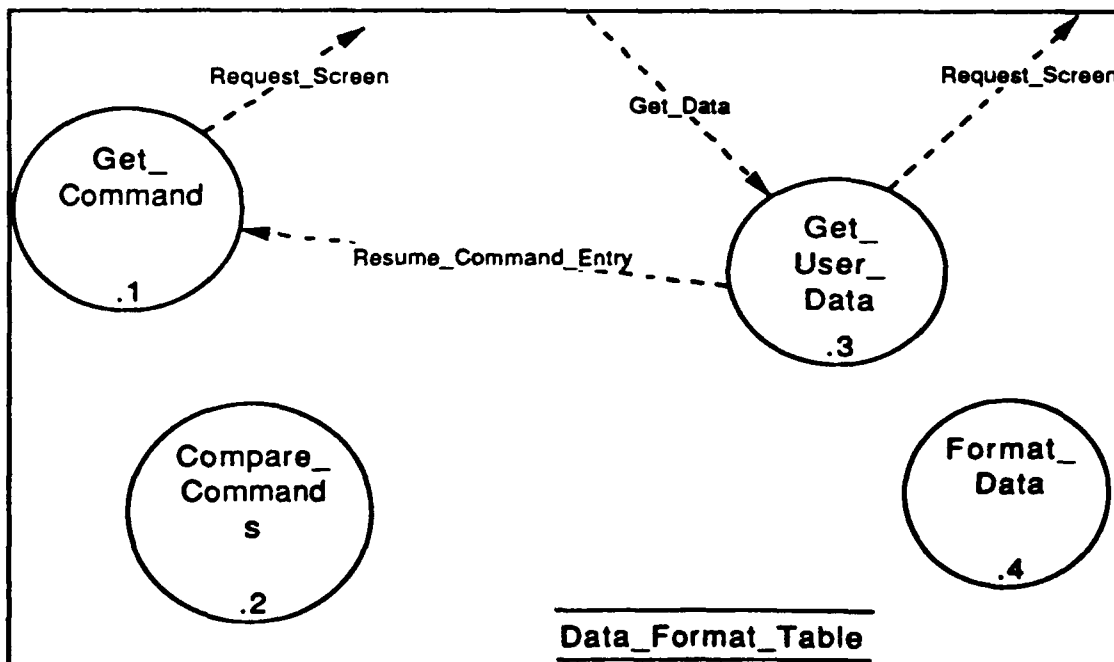 Request_Screen
Request_Screen
Get_Data
Get_
Command
.1
Resume_Command_Entry
Get_
User_
Data
.3
Compare_
Command
s
.2
Format_
Data
.4
Data_Format_Table